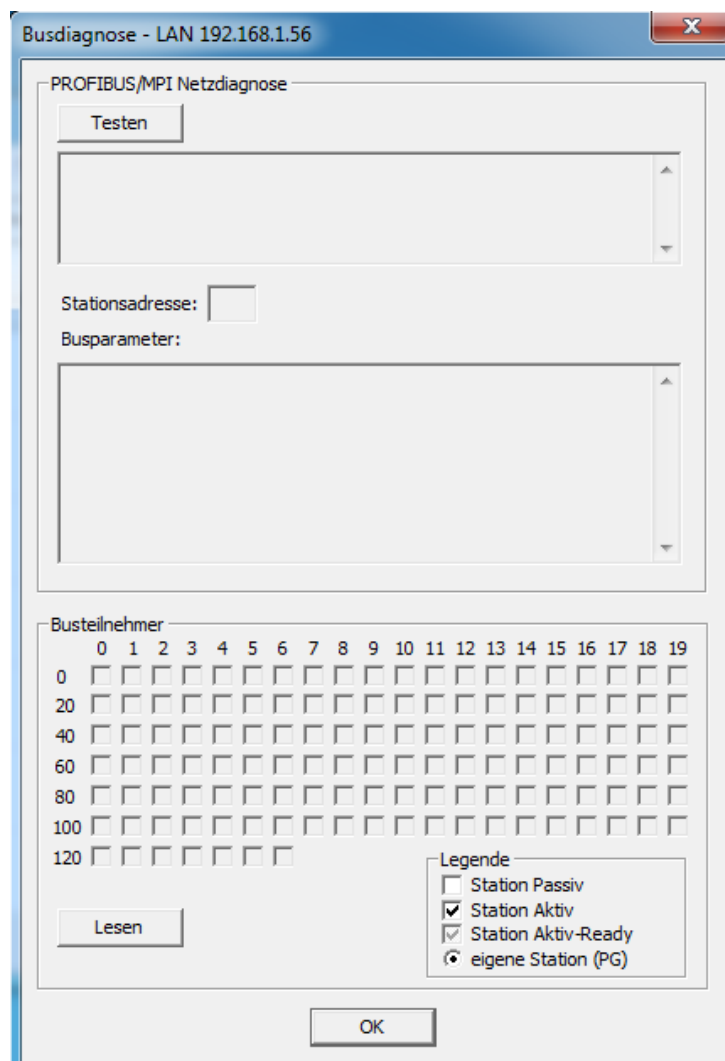 Busdiagnose - LAN 192.168.1.56
PROFIBUS/MPI Netzdiagnose
Testen
Stationsadresse:
Busparameter:
Busteilnehmer
0 1 2 3 4 5 6 7 8 9 10 11 12 13 14 15 16 17 18 19
0
20
40
60
80
100
120
Legende
Station Passiv
Station Aktiv
Station Aktiv-Ready
eigene Station (PG)
Lesen
OK